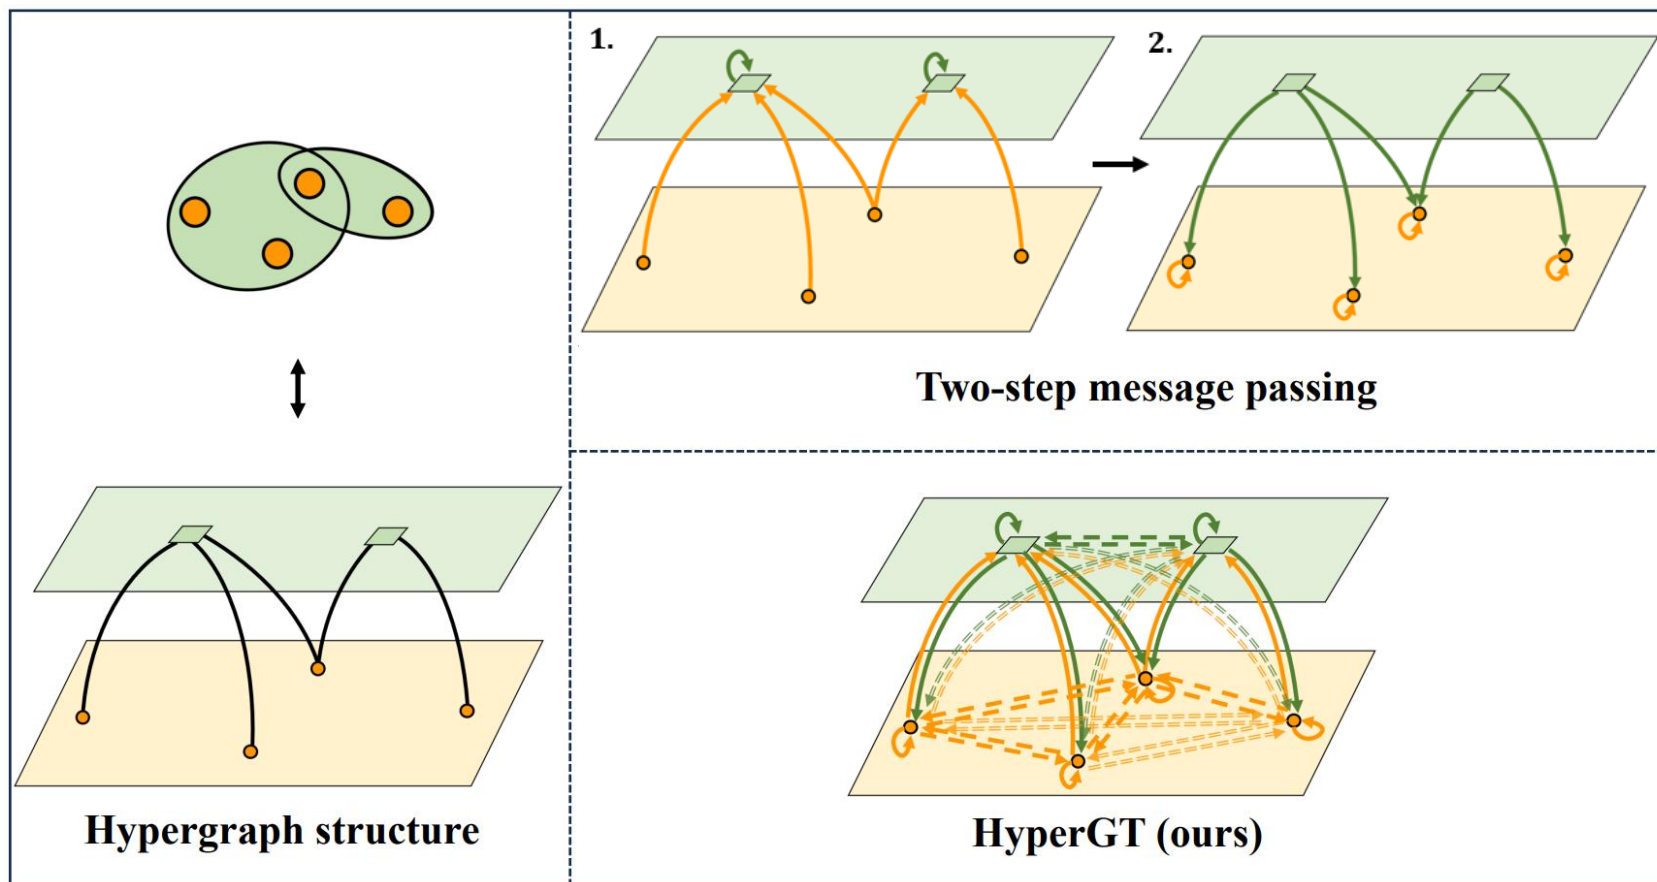 1.
2.
Two-step message passing
Hypergraph structure
HyperGT (ours)